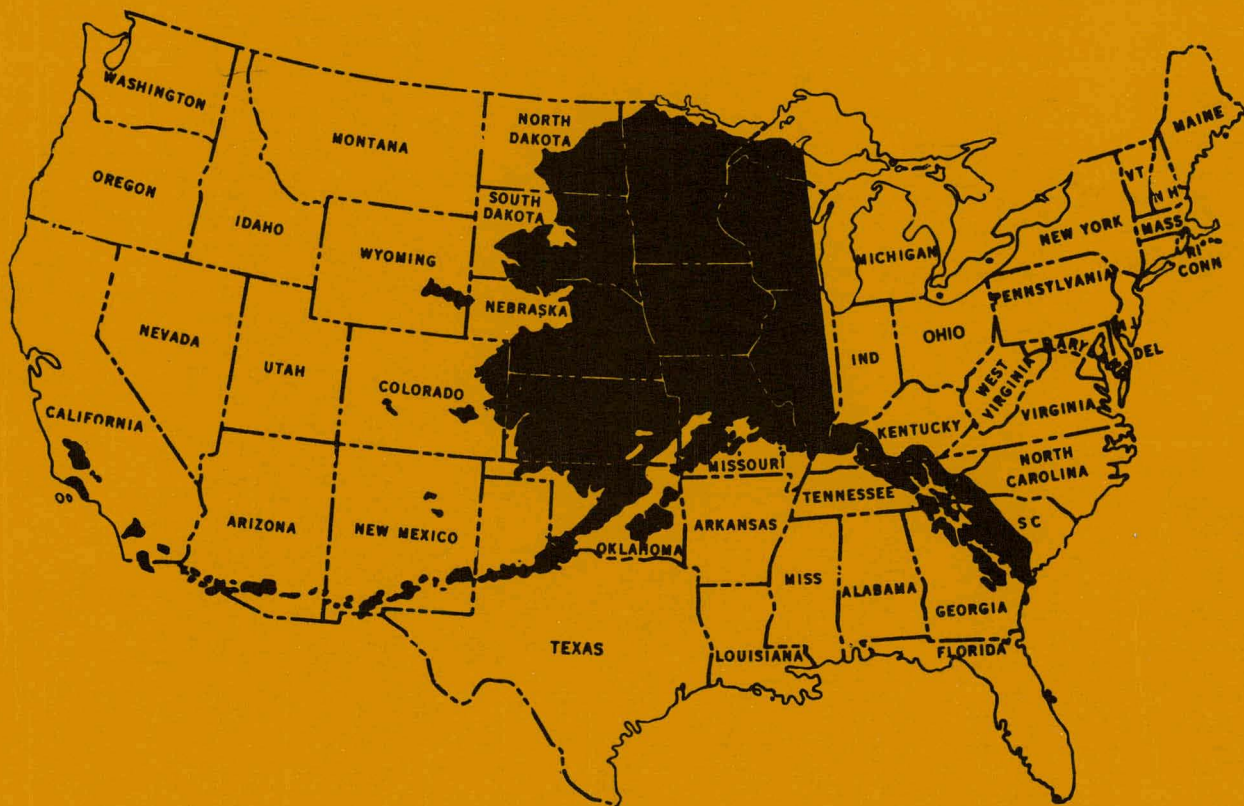 WASHINGTON
MONTANA
NORTH
DAKOTA
MAINE
OREGON
IDAHO
SOUTH
DAKOTA
VT
N H
WYOMING
NEW YORK
MASS
RI
CONN
MICHIGAN
NEBRASKA
PENNSYLVANIA
NEVADA
UTAH
COLORADO
IND
OHIO
MARY
DEL
WEST
VIRGINIA
CALIFORNIA
KENTUCKY
VIRGINIA
MISSOURI
NORTH
CAROLINA
TENNESSEE
ARIZONA
NEW MEXICO
OKLAHOMA
ARKANSAS
S C
MISS
ALABAMA
GEORGIA
TEXAS
LOUISIANA
FLORIDA